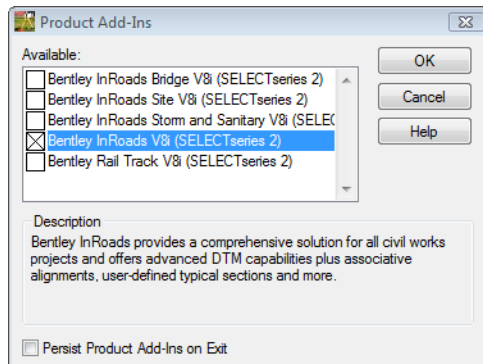 Product Add-Ins
Available:
Bentley InRoads Bridge V8i (SELECTseries 2)
Bentley InRoads Site V8i (SELECTseries 2)
Bentley InRoads Storm and Sanitary V8i (SELE(
Bentley InRoads V8i (SELECTseries 2)
Bentley Rail Track V8i (SELECTseries 2)
OK
Cancel
Help
Description
Bentley InRoads provides a comprehensive solution for all civil works
projects and offers advanced DTM capabilities plus associative
alignments, user-defined typical sections and more.
Persist Product Add-Ins on Exit